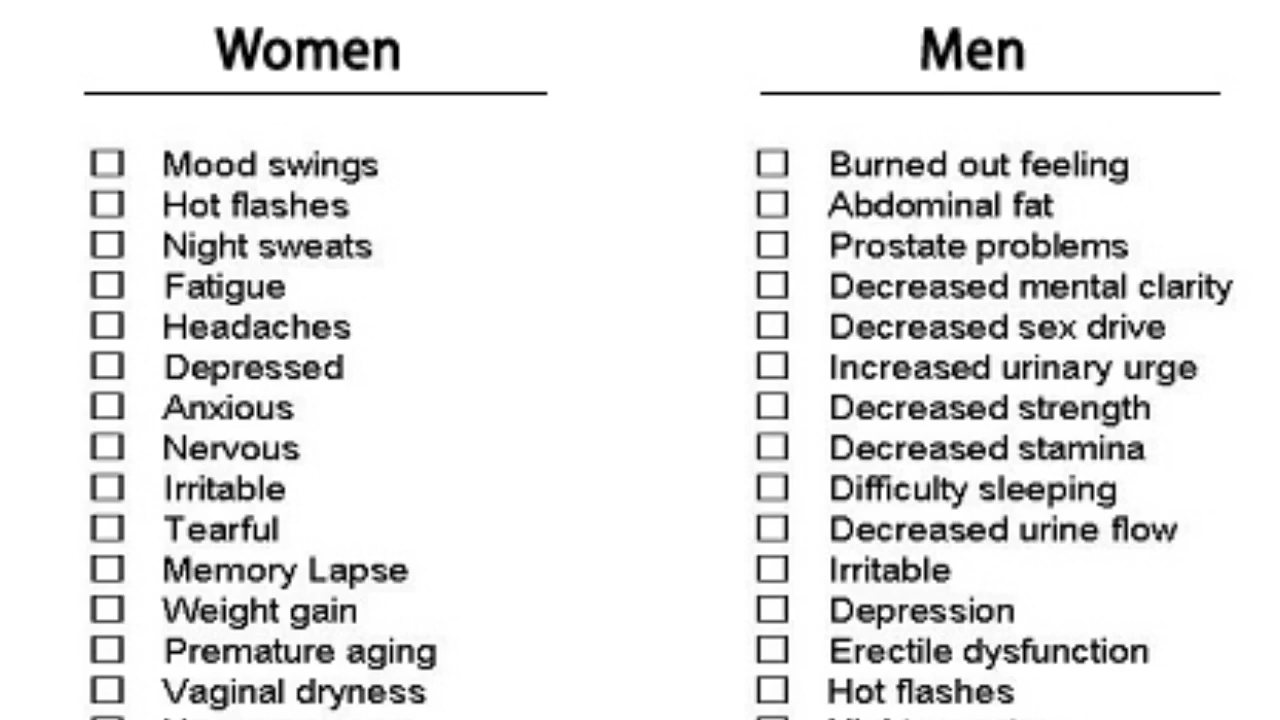 Women
Mood swings
Hot flashes
Night sweats
Fatigue
Headaches
Depressed
Anxious
Nervous
Irritable
Tearful
Memory Lapse
Weight gain
Premature aging
Vaginal dryness
Men
Burned out feeling
Abdominal fat
Prostate problems
Decreased mental clarity
Decreased sex drive
Increased urinary urge
Decreased strength
Decreased stamina
Difficulty sleeping
Decreased urine flow
Irritable
Depression
Erectile dysfunction
Hot flashes